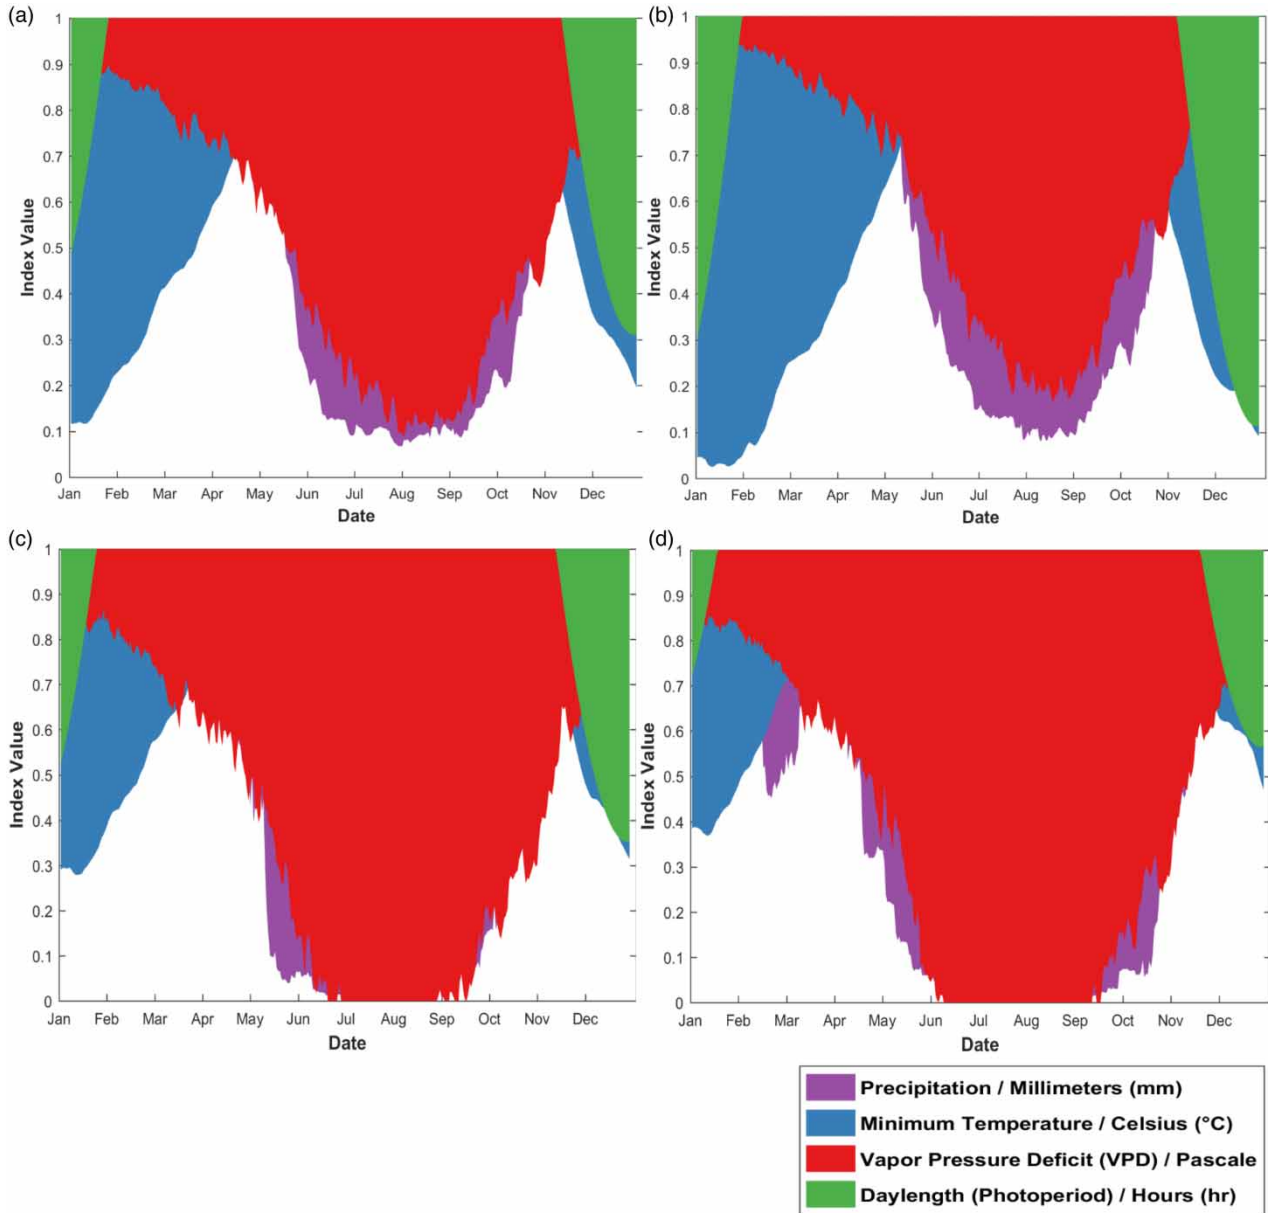 (a)
1
0.9
0.8
0.7
0.6
0.5
0.4
0.3
0.2
0.1
0
Index Value
Jan Feb Mar Apr May Jun Jul Aug Sep Oct Nov Dec
Date
(b)
1
0.9
0.8
0.7
0.6
0.5
0.4
0.3
0.2
0.1
0
Index Value
Jan Feb Mar Apr May Jun Jul Aug Sep Oct Nov Dec
Date
(c)
1
0.9
0.8
0.7
0.6
0.5
0.4
0.3
0.2
0.1
0
Index Value
Jan Feb Mar Apr May Jun Jul Aug Sep Oct Nov Dec
Date
(d)
1
0.9
0.8
0.7
0.6
0.5
0.4
0.3
0.2
0.1
0
Index Value
Jan Feb Mar Apr May Jun Jul Aug Sep Oct Nov Dec
Date
Precipitation / Millimeters (mm)
Minimum Temperature / Celsius (°C)
Vapor Pressure Deficit (VPD) / Pascale
Daylength (Photoperiod) / Hours (hr)